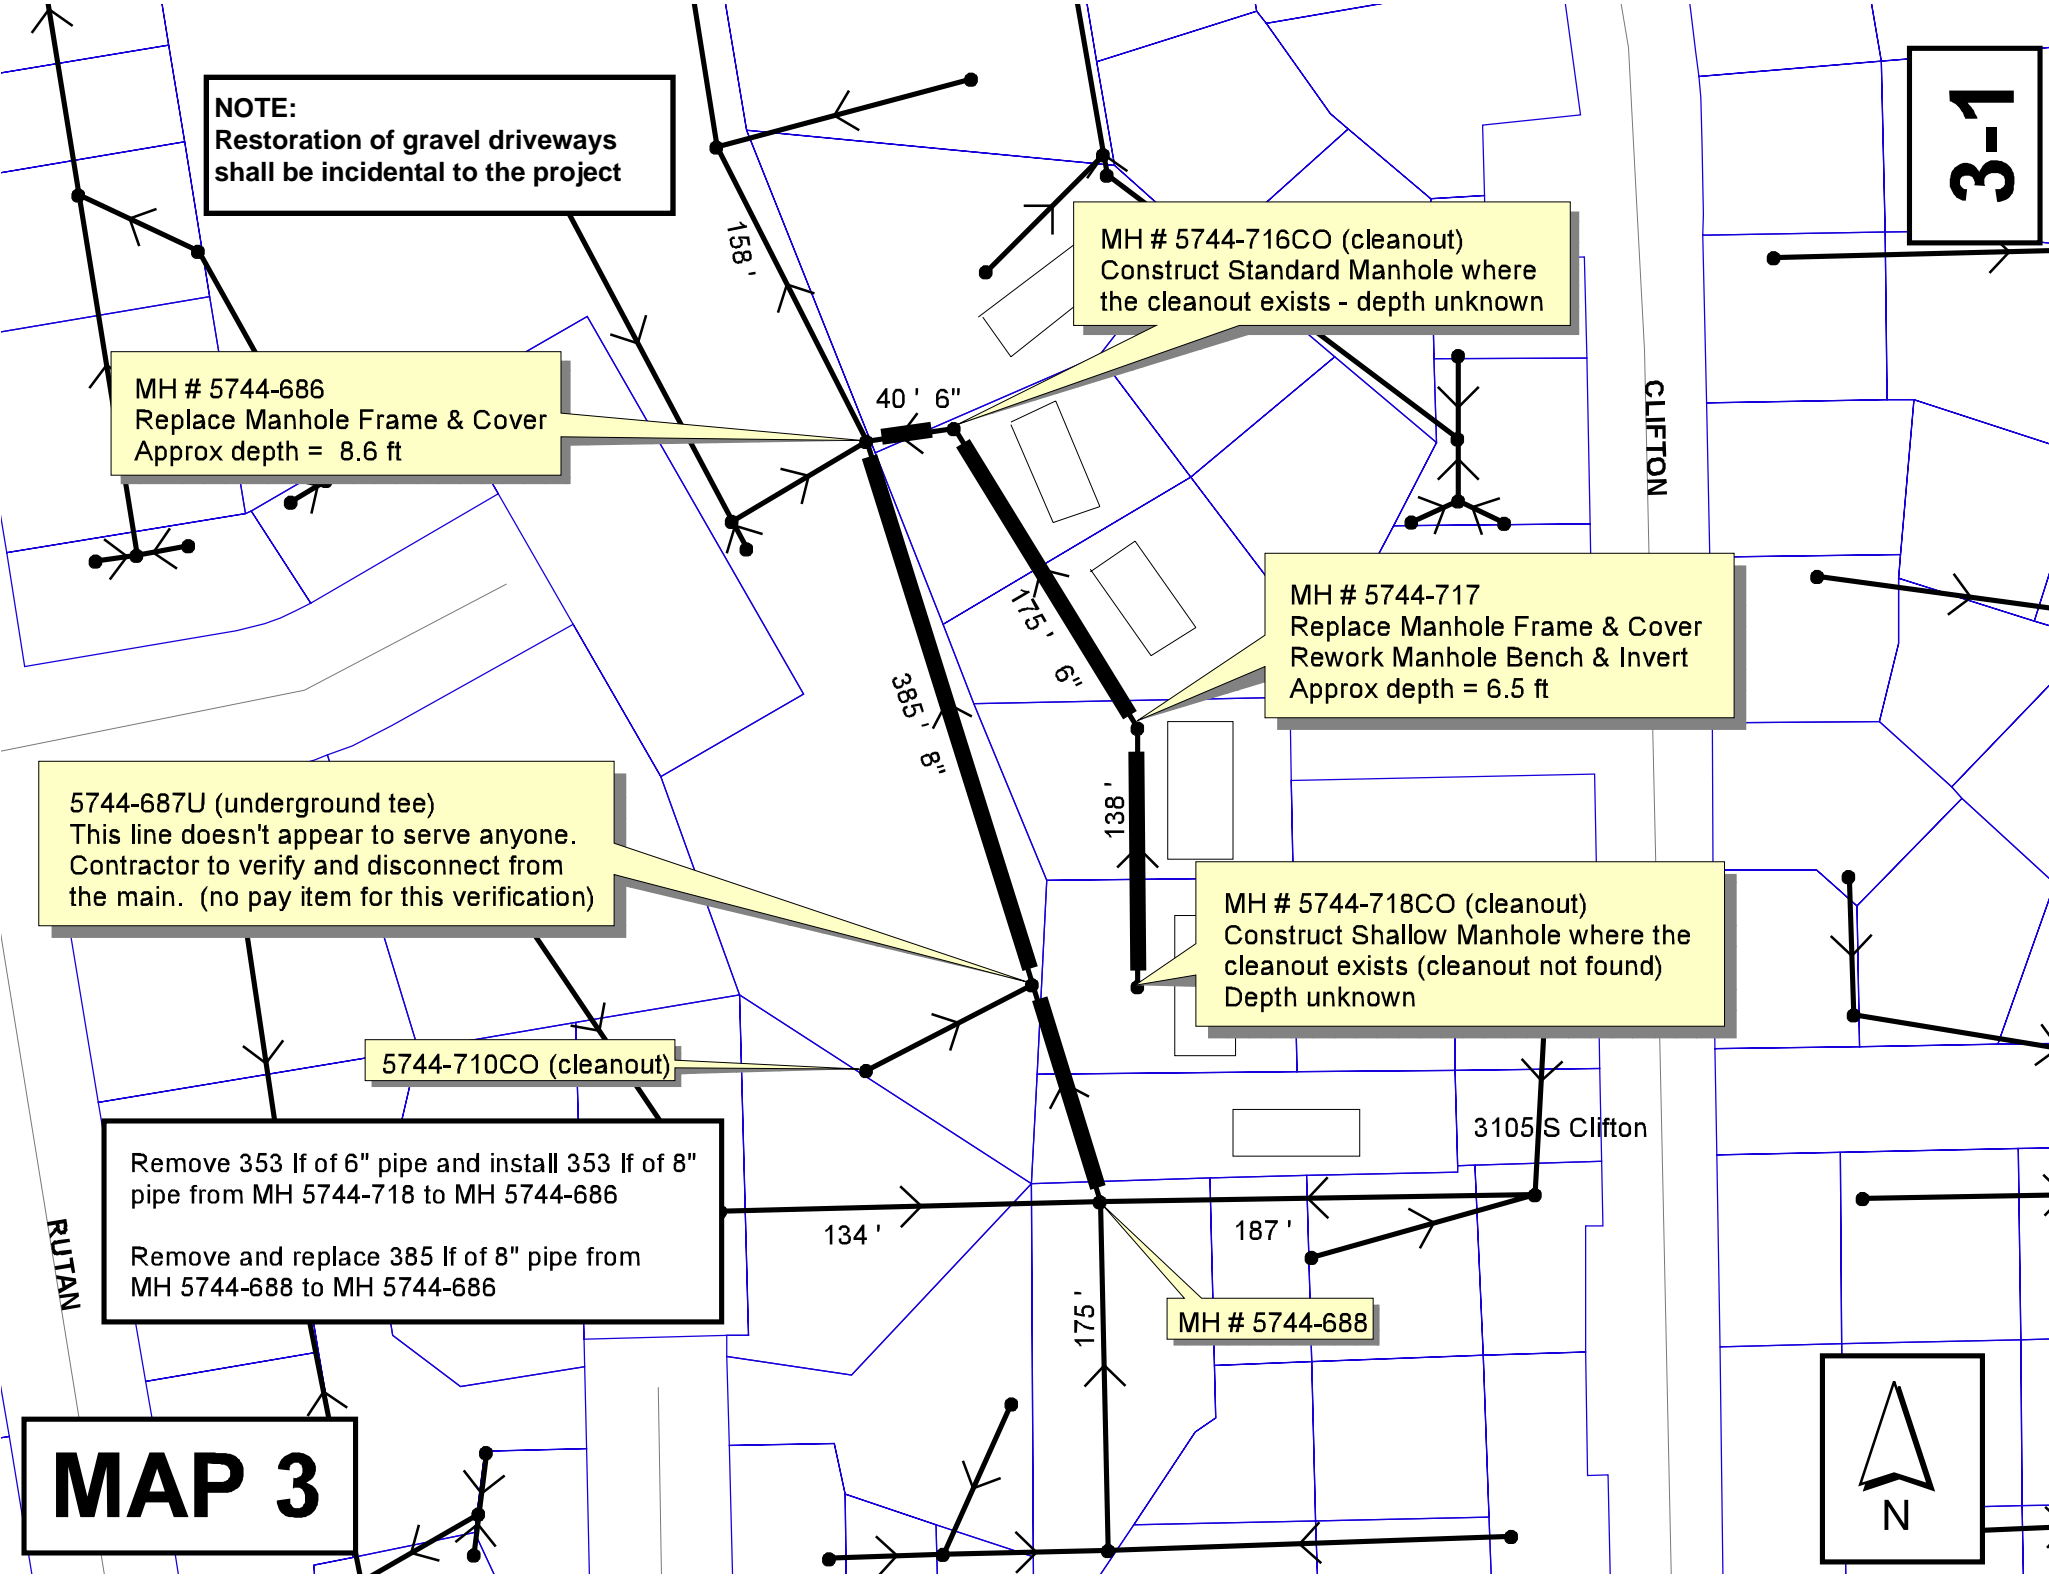 NOTE:
Restoration of gravel driveways
shall be incidental to the project
3-1
158 '
MH # 5744-716CO (cleanout)
Construct Standard Manhole where
the cleanout exists - depth unknown
MH # 5744-686
Replace Manhole Frame & Cover
Approx depth =  8.6 ft
40 '  6"
CLIFTON
175 '  6"
MH # 5744-717
Replace Manhole Frame & Cover
Rework Manhole Bench & Invert
Approx depth = 6.5 ft
385 '  8"
138 '
5744-687U (underground tee)
This line doesn't appear to serve anyone.
Contractor to verify and disconnect from
the main.  (no pay item for this verification)
MH # 5744-718CO (cleanout)
Construct Shallow Manhole where the
cleanout exists (cleanout not found)
Depth unknown
5744-710CO (cleanout)
3105 S Clifton
Remove 353 lf of 6" pipe and install 353 lf of 8"
pipe from MH 5744-718 to MH 5744-686
Remove and replace 385 lf of 8" pipe from
MH 5744-688 to MH 5744-686
134 '
187 '
RUTAN
175 '
MH # 5744-688
MAP 3
N